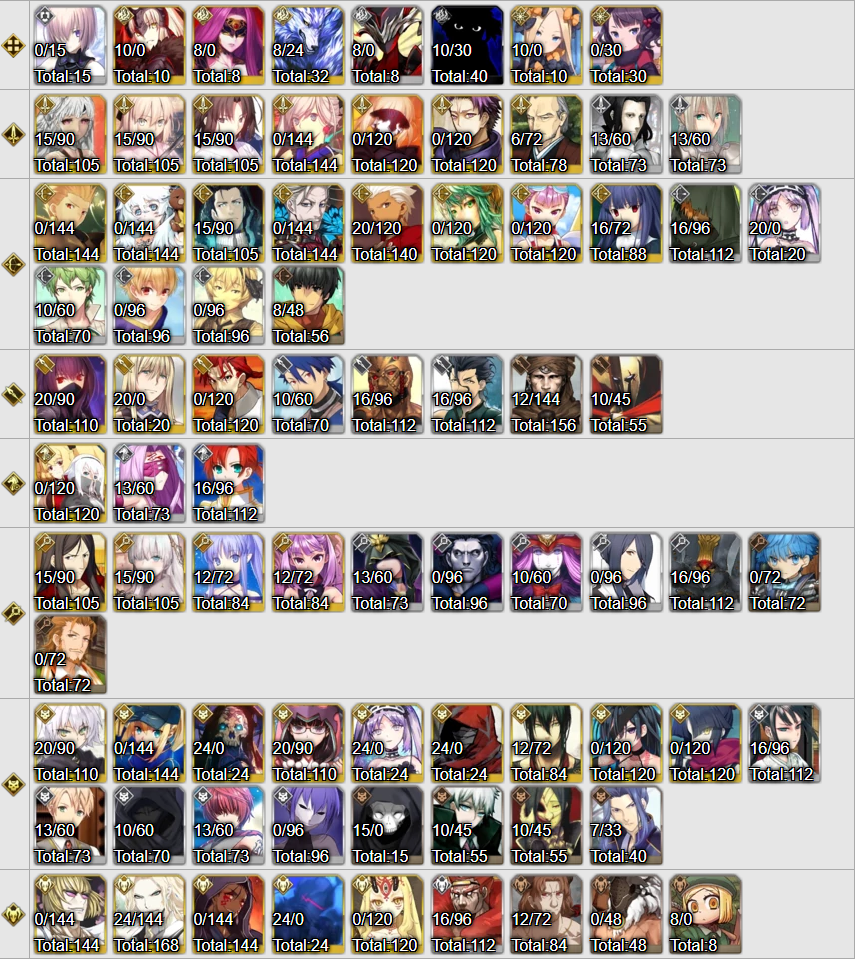 0/15 10/0 8/0 8/24 8/0 10/30 10/0 0/30
Total:15 Total:10 Total:8 Total:32 Total:8 Total:40 Total:10 Total:30
15/90 15/90 15/90 0/144 0/120 0/120 6/72 13/60 13/60
Total:105 Total:105 Total:105 Total:144 Total:120 Total:120 Total:78 Total:73 Total:73
0/144 0/144 15/90 0/144 20/120 0/120 0/120 16/72 16/96 20/0
Total:144 Total:144 Total:105 Total:144 Total:140 Total:120 Total:120 Total:88 Total:112 Total:20
10/60 0/96 0/96 8/48
Total:70 Total:96 Total:96 Total:56
20/90 20/0 0/120 10/60 16/96 16/96 12/144 10/45
Total:110 Total:20 Total:120 Total:70 Total:112 Total:112 Total:156 Total:55
0/120 13/60 16/96
Total:120 Total:73 Total:112
15/90 15/90 12/72 12/72 13/60 0/96 10/60 0/96 16/96 0/72
Total:105 Total:105 Total:84 Total:84 Total:73 Total:96 Total:70 Total:96 Total:112 Total:72
0/72
Total:72
20/90 0/144 24/0 20/90 24/0 24/0 12/72 0/120 0/120 16/96
Total:110 Total:144 Total:24 Total:110 Total:24 Total:24 Total:84 Total:120 Total:120 Total:112
13/60 10/60 13/60 0/96 15/0 10/45 10/45 7/33
Total:73 Total:70 Total:73 Total:96 Total:15 Total:55 Total:55 Total:40
0/144 24/144 0/144 24/0 0/120 16/96 12/72 0/48 8/0
Total:144 Total:168 Total:144 Total:24 Total:120 Total:112 Total:84 Total:48 Total:8